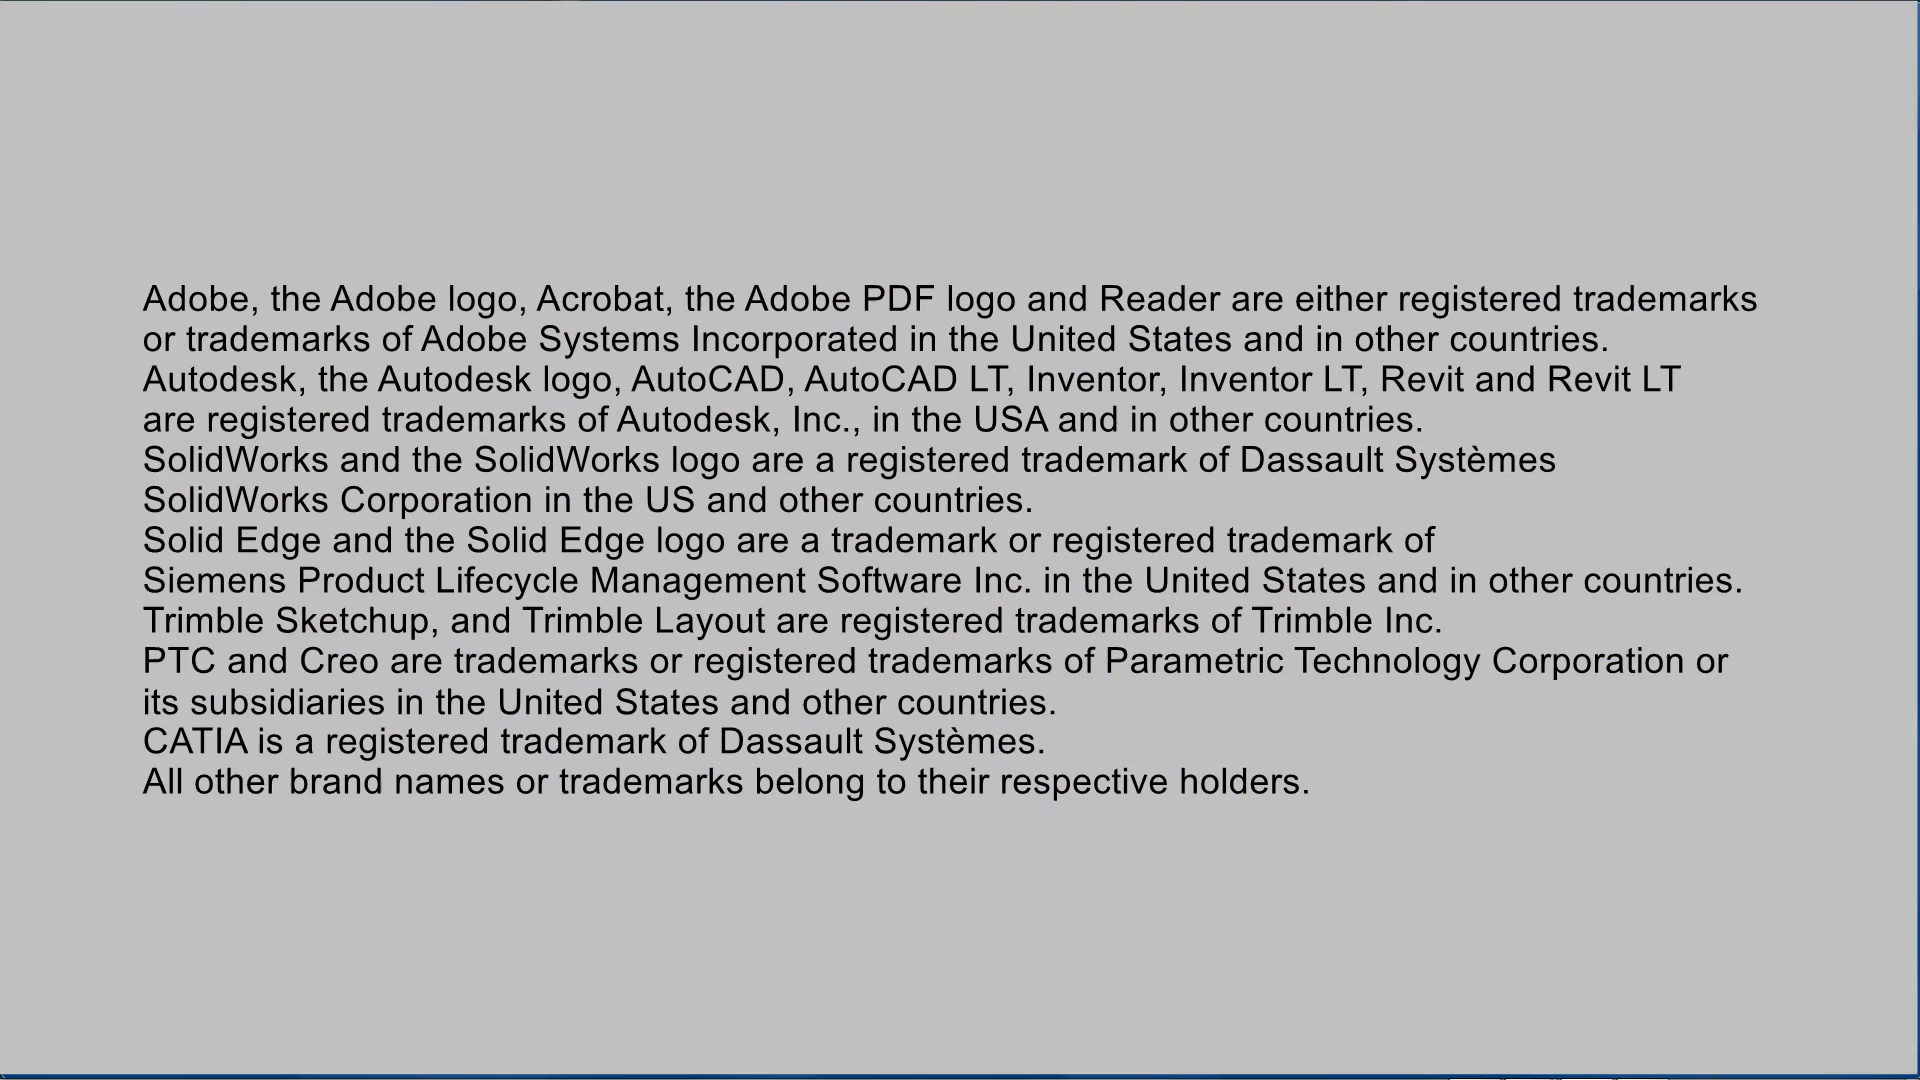 Adobe, the Adobe logo, Acrobat, the Adobe PDF logo and Reader are either registered trademarks
or trademarks of Adobe Systems Incorporated in the United States and in other countries.
Autodesk, the Autodesk logo, AutoCAD, AutoCAD LT, Inventor, Inventor LT, Revit and Revit LT
are registered trademarks of Autodesk, Inc., in the USA and in other countries.
SolidWorks and the SolidWorks logo are a registered trademark of Dassault Systèmes
SolidWorks Corporation in the US and other countries.
Solid Edge and the Solid Edge logo are a trademark or registered trademark of
Siemens Product Lifecycle Management Software Inc. in the United States and in other countries.
Trimble Sketchup, and Trimble Layout are registered trademarks of Trimble Inc.
PTC and Creo are trademarks or registered trademarks of Parametric Technology Corporation or
its subsidiaries in the United States and other countries.
CATIA is a registered trademark of Dassault Systèmes.
All other brand names or trademarks belong to their respective holders.